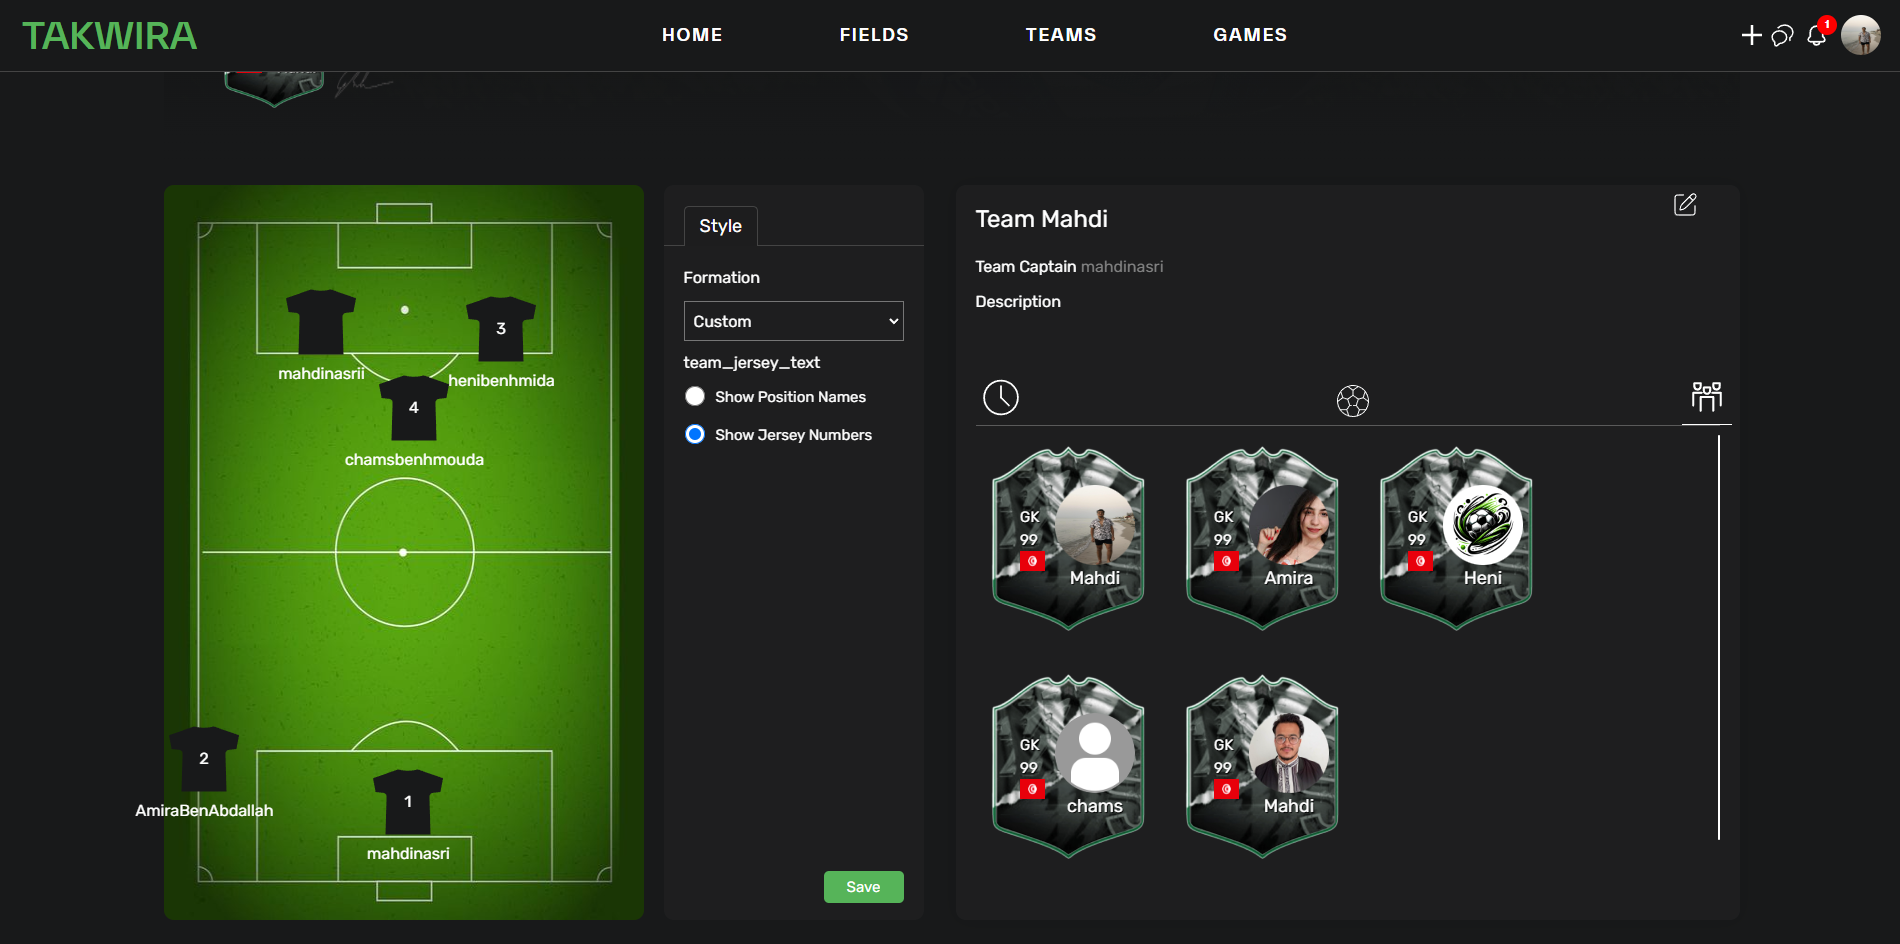 TAKWIRA
HOME
FIELDS
TEAMS
GAMES
1
mahdinasrii
3
henibenhmida
4
chamsbenhmouda
2
AmiraBenAbdallah
1
mahdinasri
Style
Formation
Custom
team_jersey_text
Show Position Names
Show Jersey Numbers
Save
Team Mahdi
Team Captain mahdinasri
Description
GK
99
Mahdi
GK
99
Amira
GK
99
Heni
GK
99
chams
GK
99
Mahdi